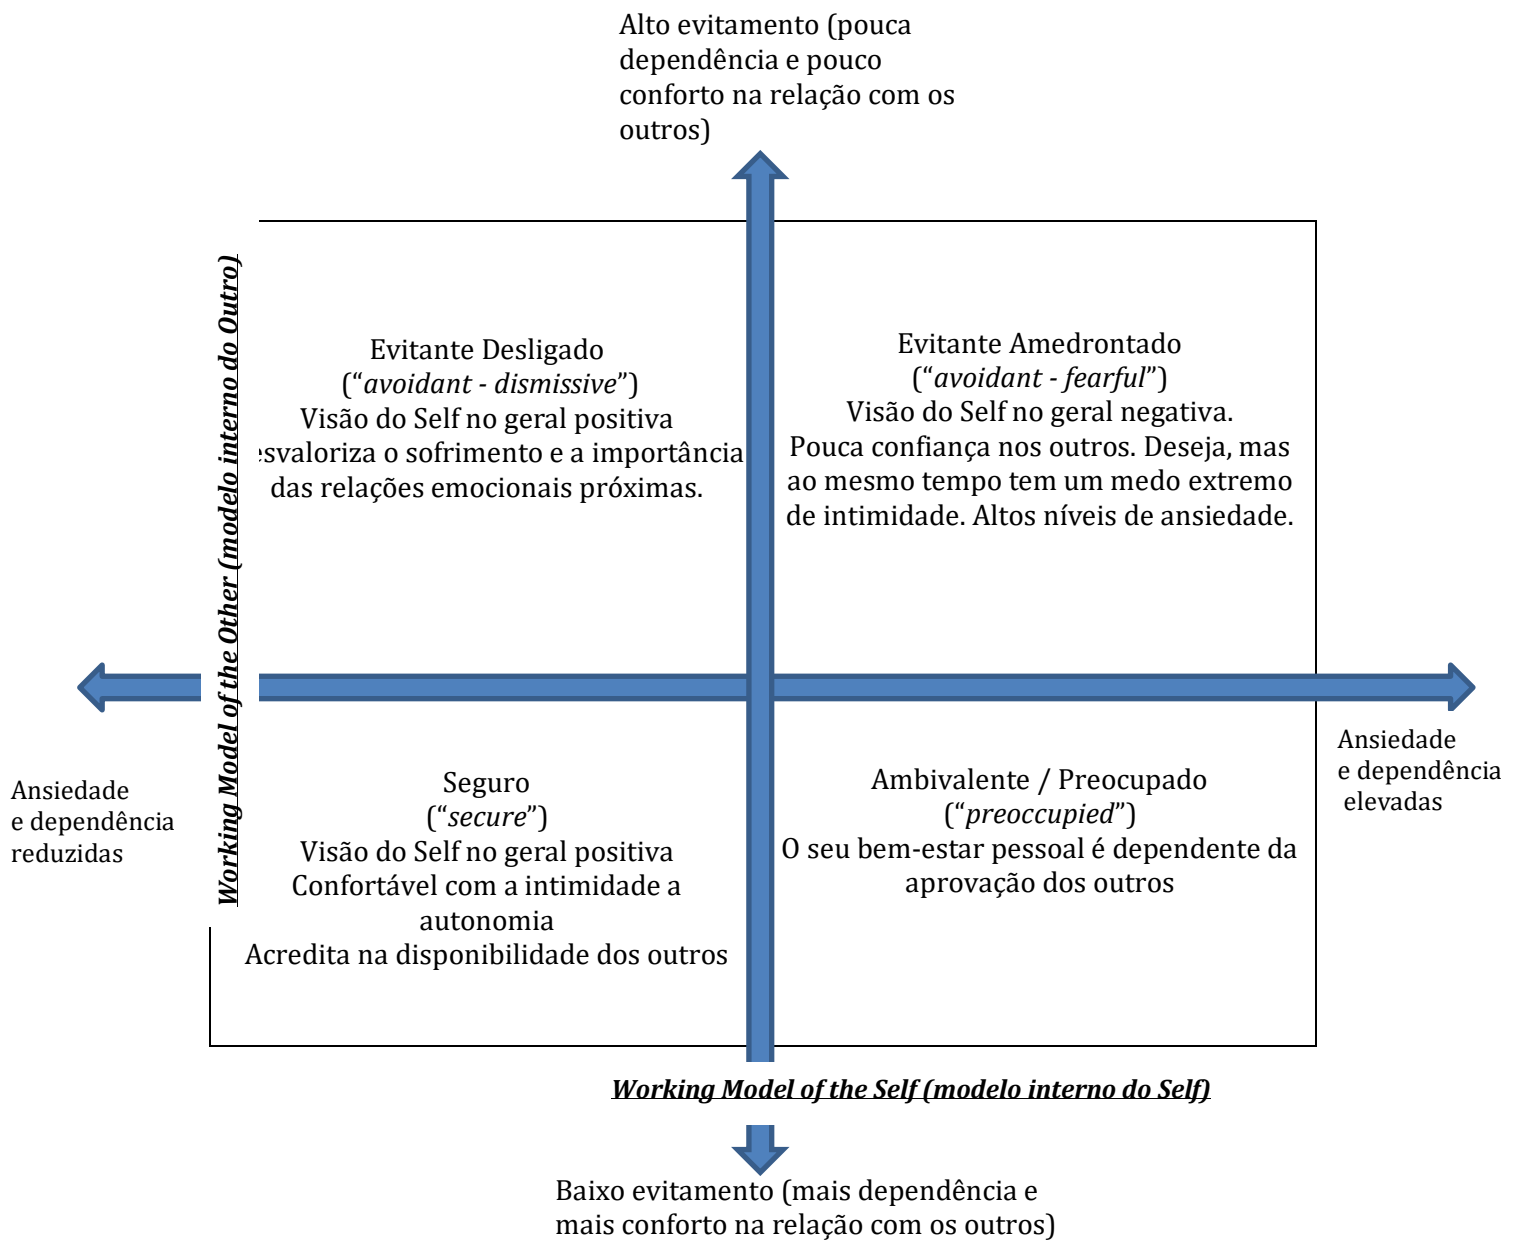 Alto evitamento (pouca
dependência e pouco
conforto na relação com os
outros)
Working Model of the Other (modelo interno do Outro)
Evitante Desligado
(“avoidant - dismissive”)
Visão do Self no geral positiva
esvaloriza o sofrimento e a importância
das relações emocionais próximas.
Evitante Amedrontado
(“avoidant - fearful”)
Visão do Self no geral negativa.
Pouca confiança nos outros. Deseja, mas
ao mesmo tempo tem um medo extremo
de intimidade. Altos níveis de ansiedade.
Ansiedade
e dependência
reduzidas
Seguro
(“secure”)
Visão do Self no geral positiva
Confortável com a intimidade a
autonomia
Acredita na disponibilidade dos outros
Ambivalente / Preocupado
(“preoccupied”)
O seu bem-estar pessoal é dependente da
aprovação dos outros
Ansiedade
e dependência
elevadas
Working Model of the Self (modelo interno do Self)
Baixo evitamento (mais dependência e
mais conforto na relação com os outros)